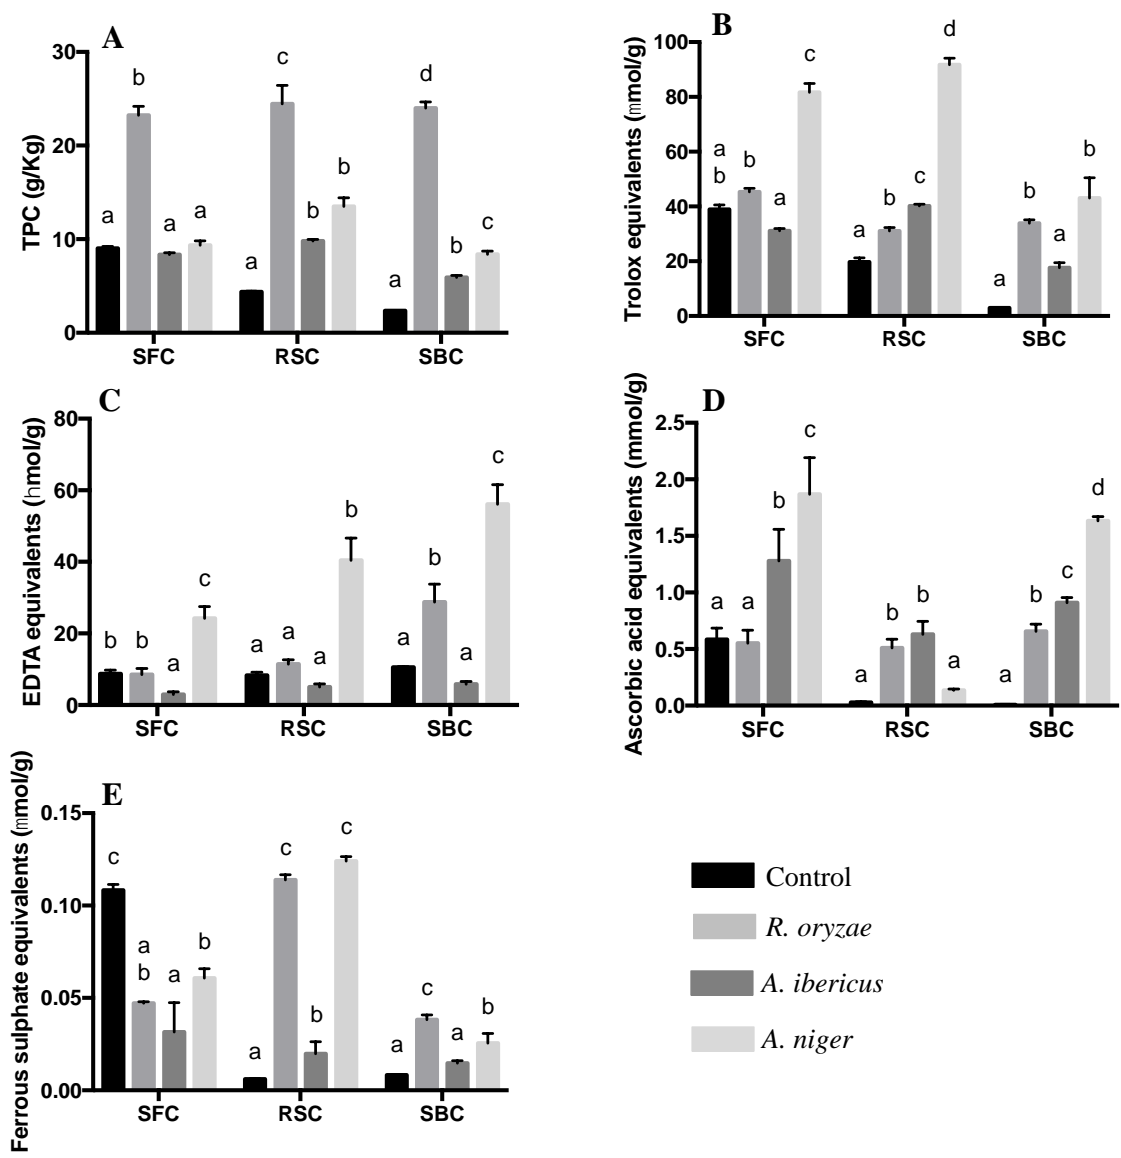 A
TPC (g/Kg)
30
20
10
0
a
b
a
a
a
c
b
b
a
d
b
c
SFC
RSC
SBC
B
Trolox equivalents (mmol/g)
100
80
60
40
20
0
a
b
b
a
c
a
b
c
d
a
b
a
b
SFC
RSC
SBC
C
EDTA equivalents (hmol/g)
80
60
40
20
0
b
b
a
c
a
a
a
b
a
b
a
c
SFC
RSC
SBC
D
Ascorbic acid equivalents (mmol/g)
2.5
2.0
1.5
1.0
0.5
0.0
a
a
b
c
a
b
b
a
a
b
c
d
SFC
RSC
SBC
E
Ferrous sulphate equivalents (mmol/g)
0.15
0.10
0.05
0.00
c
a
b
a
b
a
c
b
c
a
c
a
b
SFC
RSC
SBC
Control
R. oryzae
A. ibericus
A. niger